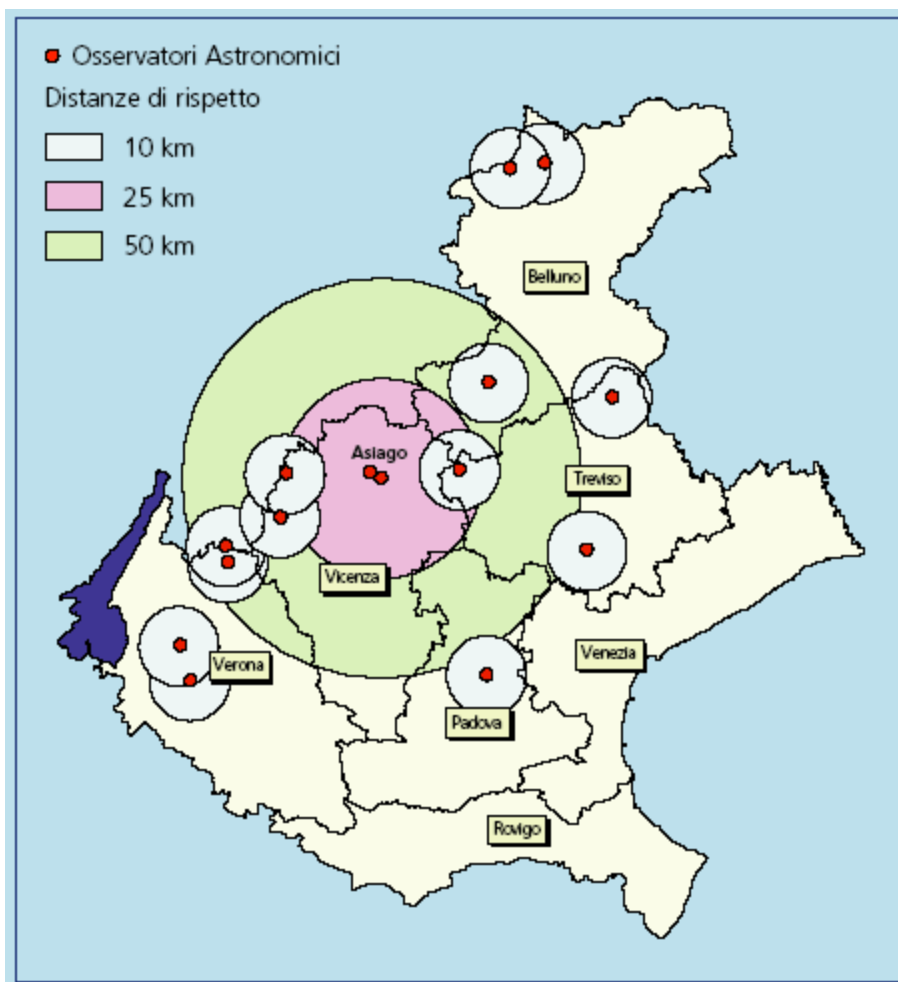 Osservatori Astronomici
Distanze di rispetto
10 km
25 km
50 km
Belluno
Asiago
Treviso
Vicenza
Venezia
Verona
Padova
Rovigo